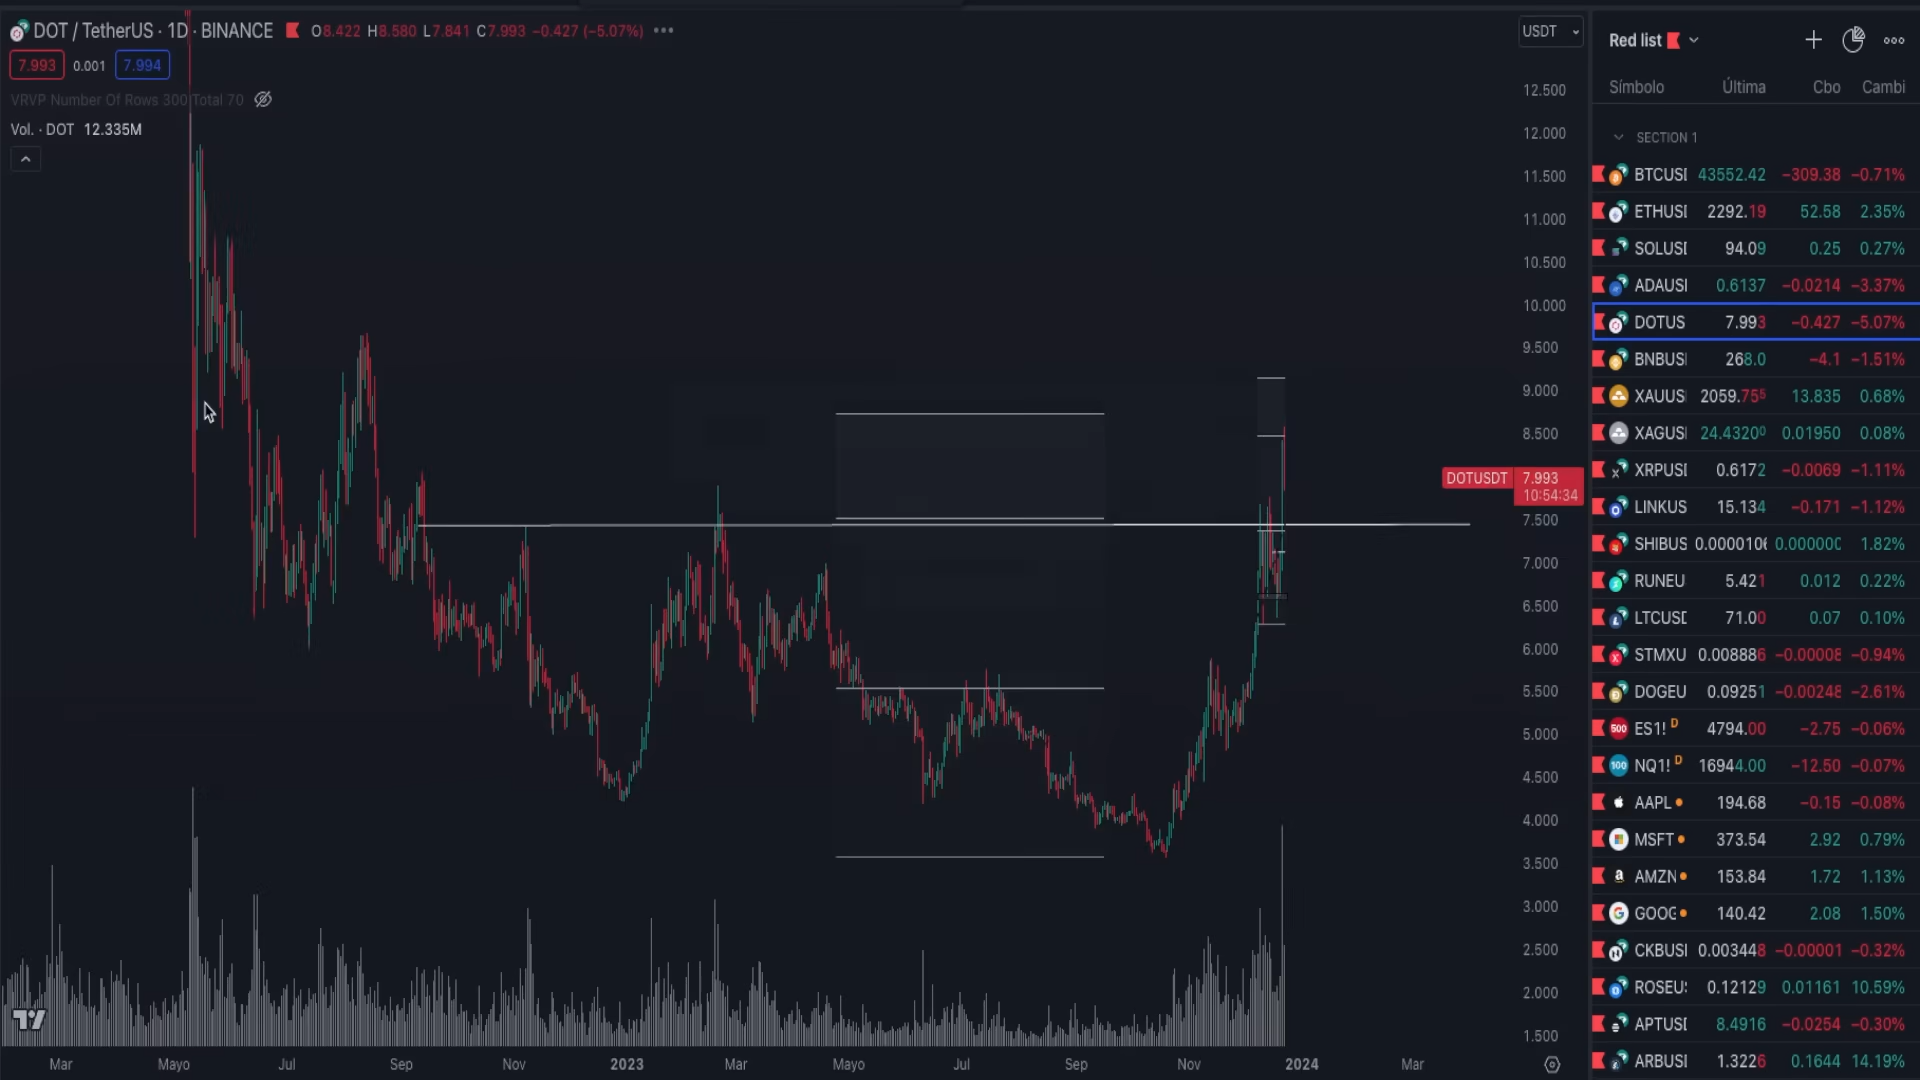 DOT / TetherUS · 1D · BINANCE O8.422 H8.580 L7.841 C7.993 −0.427 (−5.07%)
7.993 0.001 7.994
VRVP Number Of Rows 300 Total 70
Vol. · DOT 12.335M
USDT
12.500
12.000
11.500
11.000
10.500
10.000
9.500
9.000
8.500
DOTUSDT 7.993
10:54:34
7.500
7.000
6.500
6.000
5.500
5.000
4.500
4.000
3.500
3.000
2.500
2.000
1.500
Mar Mayo Jul Sep Nov 2023 Mar Mayo Jul Sep Nov 2024 Mar
Red list
Símbolo Última Cbo Cambi
SECTION 1
BTCUSI 43552.42 −309.38 −0.71%
ETHUSI 2292.19 52.58 2.35%
SOLUSI 94.09 0.25 0.27%
ADAUSI 0.6137 −0.0214 −3.37%
DOTUS 7.993 −0.427 −5.07%
BNBUSI 268.0 −4.1 −1.51%
XAUUS 2059.755 13.835 0.68%
XAGUSI 24.4320 0.01950 0.08%
XRPUSI 0.6172 −0.0069 −1.11%
LINKUS 15.134 −0.171 −1.12%
SHIBUS 0.0000106 0.000000 1.82%
RUNEU 5.421 0.012 0.22%
LTCUSD 71.00 0.07 0.10%
STMXU 0.008886 −0.00008 −0.94%
DOGEU 0.09251 −0.00248 −2.61%
500 ES1! D 4794.00 −2.75 −0.06%
100 NQ1! D 16944.00 −12.50 −0.07%
AAPL 194.68 −0.15 −0.08%
MSFT 373.54 2.92 0.79%
AMZN 153.84 1.72 1.13%
GOOG 140.42 2.08 1.50%
CKBUSI 0.003448 −0.00001 −0.32%
ROSEUS 0.12129 0.01161 10.59%
APTUSI 8.4916 −0.0254 −0.30%
ARBUSI 1.3226 0.1644 14.19%